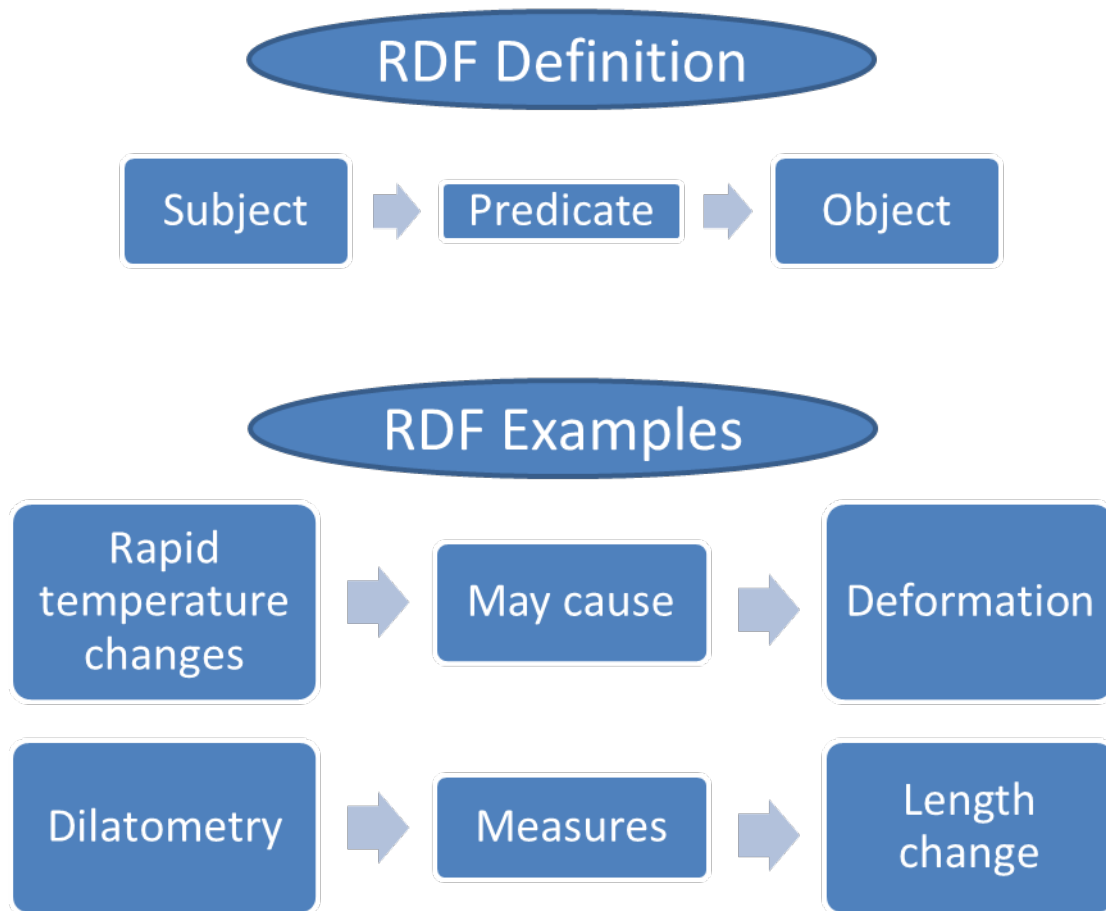 RDF Definition
Subject
Predicate
Object
RDF Examples
Rapid
temperature
changes
May cause
Deformation
Dilatometry
Measures
Length
change